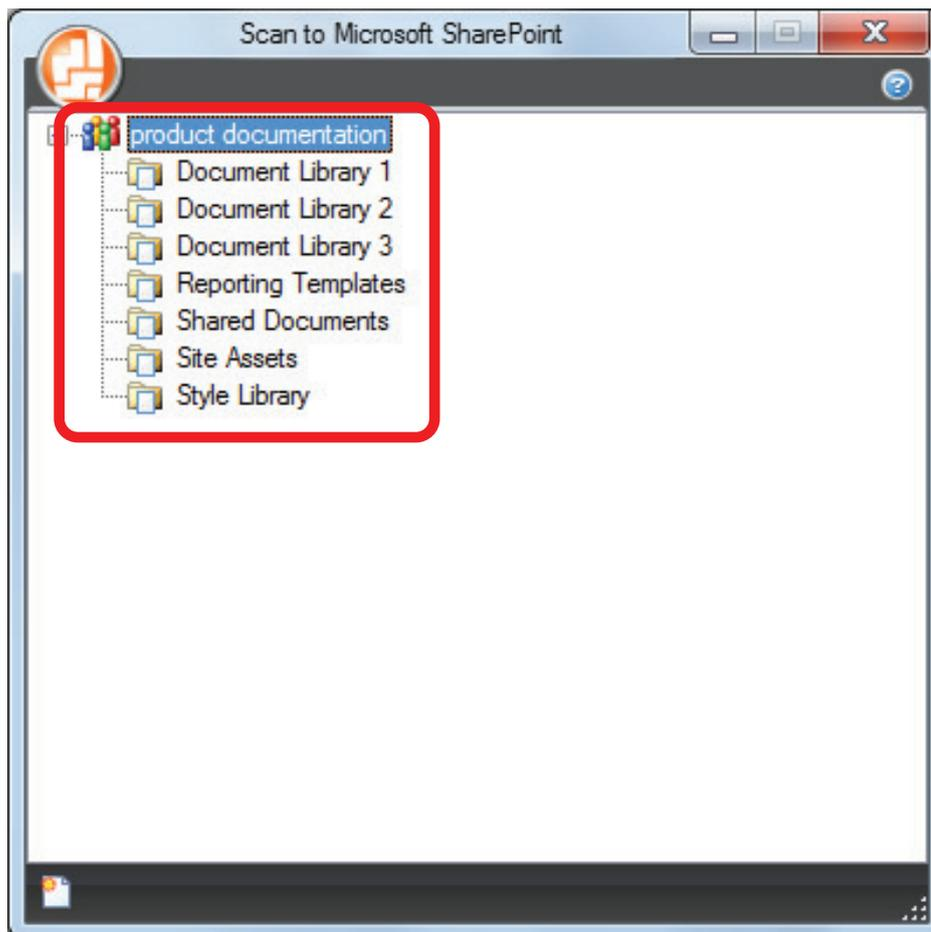 Scan to Microsoft SharePoint
product documentation
Document Library 1
Document Library 2
Document Library 3
Reporting Templates
Shared Documents
Site Assets
Style Library